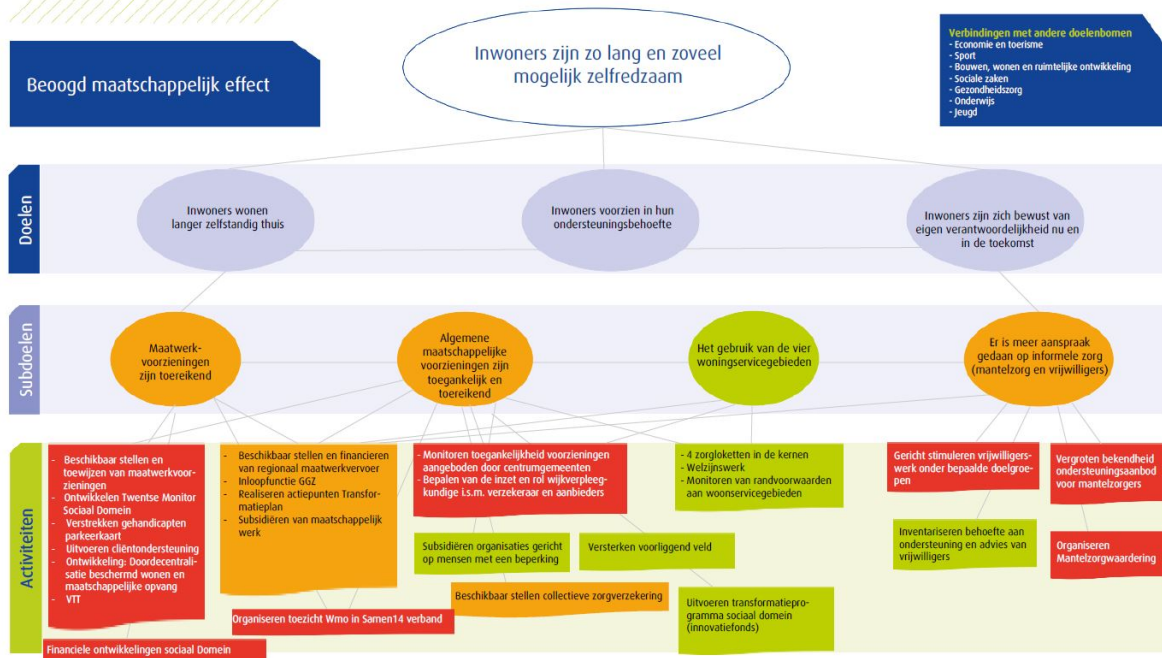 Beoogd maatschappelijk effect
Inwoners zijn zo lang en zoveel
mogelijk zelfredzaam
Verbindingen met andere doelenbomen
- Economie en toerisme
- Sport
- Bouwen, wonen en ruimtelijke ontwikkeling
- Sociale zaken
- Gezondheidszorg
- Onderwijs
- Jeugd
Doelen
Inwoners wonen
langer zelfstandig thuis
Inwoners voorzien in hun
ondersteuningsbehoefte
Inwoners zijn zich bewust van
eigen verantwoordelijkheid nu en
in de toekomst
Subdoelen
Maatwerk-
voorzieningen
zijn toereikend
Algemene
maatschappelijke
voorzieningen zijn
toegankelijk en
toereikend
Het gebruik van de vier
woningservicegebieden
Er is meer aanspraak
gedaan op informele zorg
(mantelzorg en vrijwilligers)
Activiteiten
- Beschikbaar stellen en
toewijzen van maatwerkvoor-
zieningen
- Ontwikkelen Twentse Monitor
Sociaal Domein
- Verstrekken gehandicapten
parkeerkaart
- Uitvoeren cliëntondersteuning
- Ontwikkeling: Doordecentrali-
satie beschermd wonen en
maatschappelijke opvang
- VTT
Financiele ontwikkelingen sociaal Domein
- Beschikbaar stellen en financieren
van regionaal maatwerkvervoer
- Inloopfunctie GGZ
- Realiseren actiepunten Transfor-
matieplan
- Subsidiëren van maatschappelijk
werk
Organiseren toezicht Wmo in Samen14 verband
- Monitoren toegankelijkheid voorzieningen
aangeboden door centrumgemeenten
- Bepalen van de inzet en rol wijkverpleeg-
kundige i.s.m. verzekeraar en aanbieders
Subsidiëren organisaties gericht
op mensen met een beperking
Beschikbaar stellen collectieve zorgverzekering
- 4 zorgloketten in de kernen
- Welzijnswerk
- Monitoren van randvoorwaarden
aan woonservicegebieden
Versterken voorliggend veld
Uitvoeren transformatiepro-
gramma sociaal domein
(innovatiefonds)
Gericht stimuleren vrijwilligers-
werk onder bepaalde doelgroe-
pen
Inventariseren behoefte aan
ondersteuning en advies van
vrijwilligers
Vergroten bekendheid
ondersteuningsaanbod
voor mantelzorgers
Organiseren
Mantelzorgwaardering